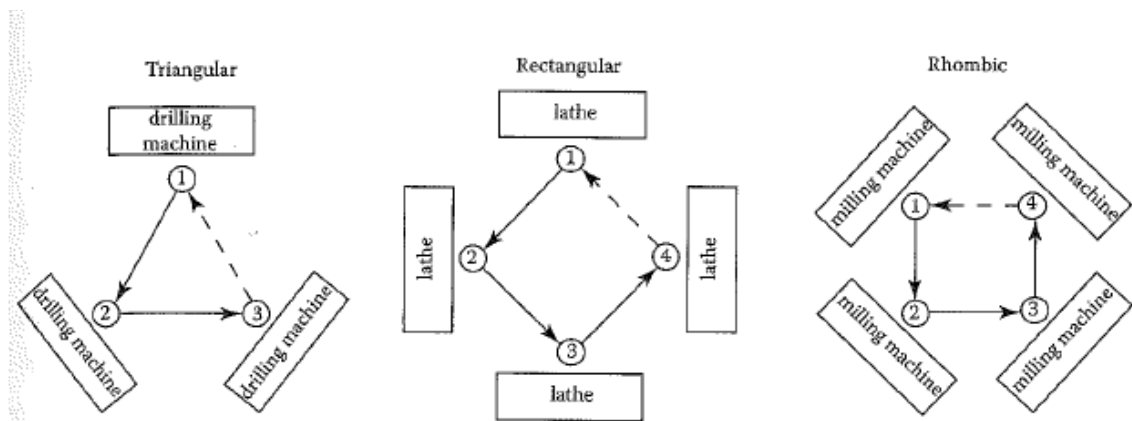 Triangular
drilling
machine
1
2
3
drilling machine
drilling machine
Rectangular
lathe
1
lathe
2
4
lathe
3
lathe
Rhombic
milling machine
milling machine
1
4
2
3
milling machine
milling machine